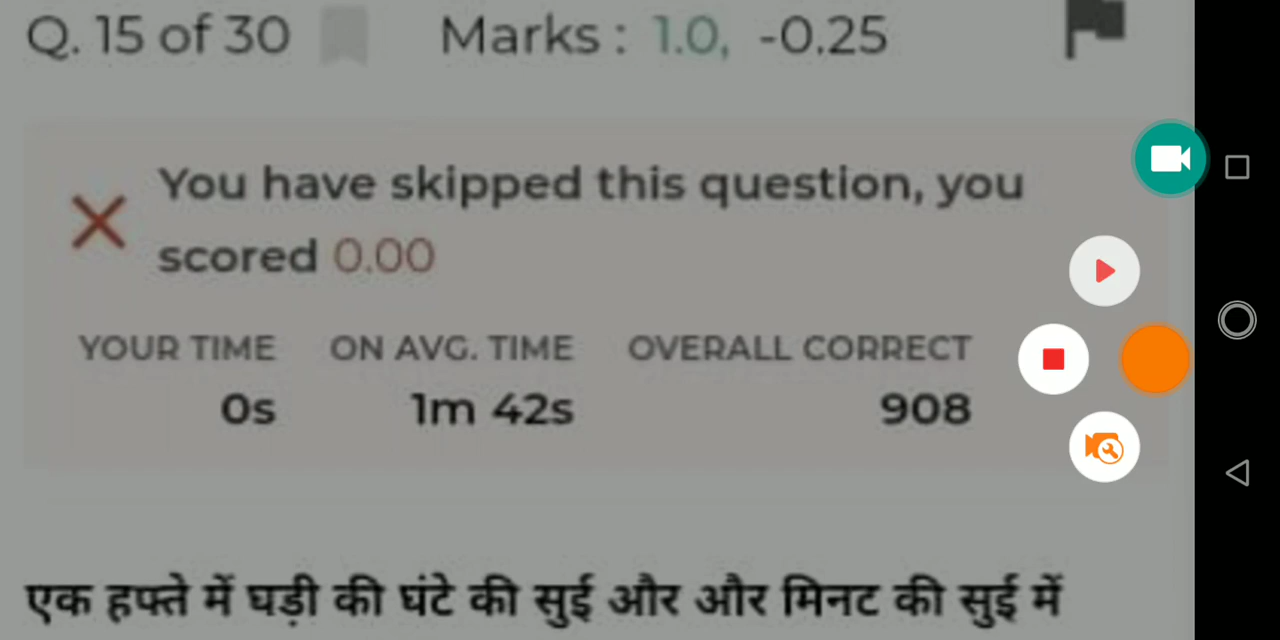 Q. 15 of 30 Marks : 1.0, -0.25
You have skipped this question, you
scored 0.00
YOUR TIME ON AVG. TIME OVERALL CORRECT
0s 1m 42s 908
एक हफ्ते में घड़ी की घंटे की सुई और और मिनट की सुई में